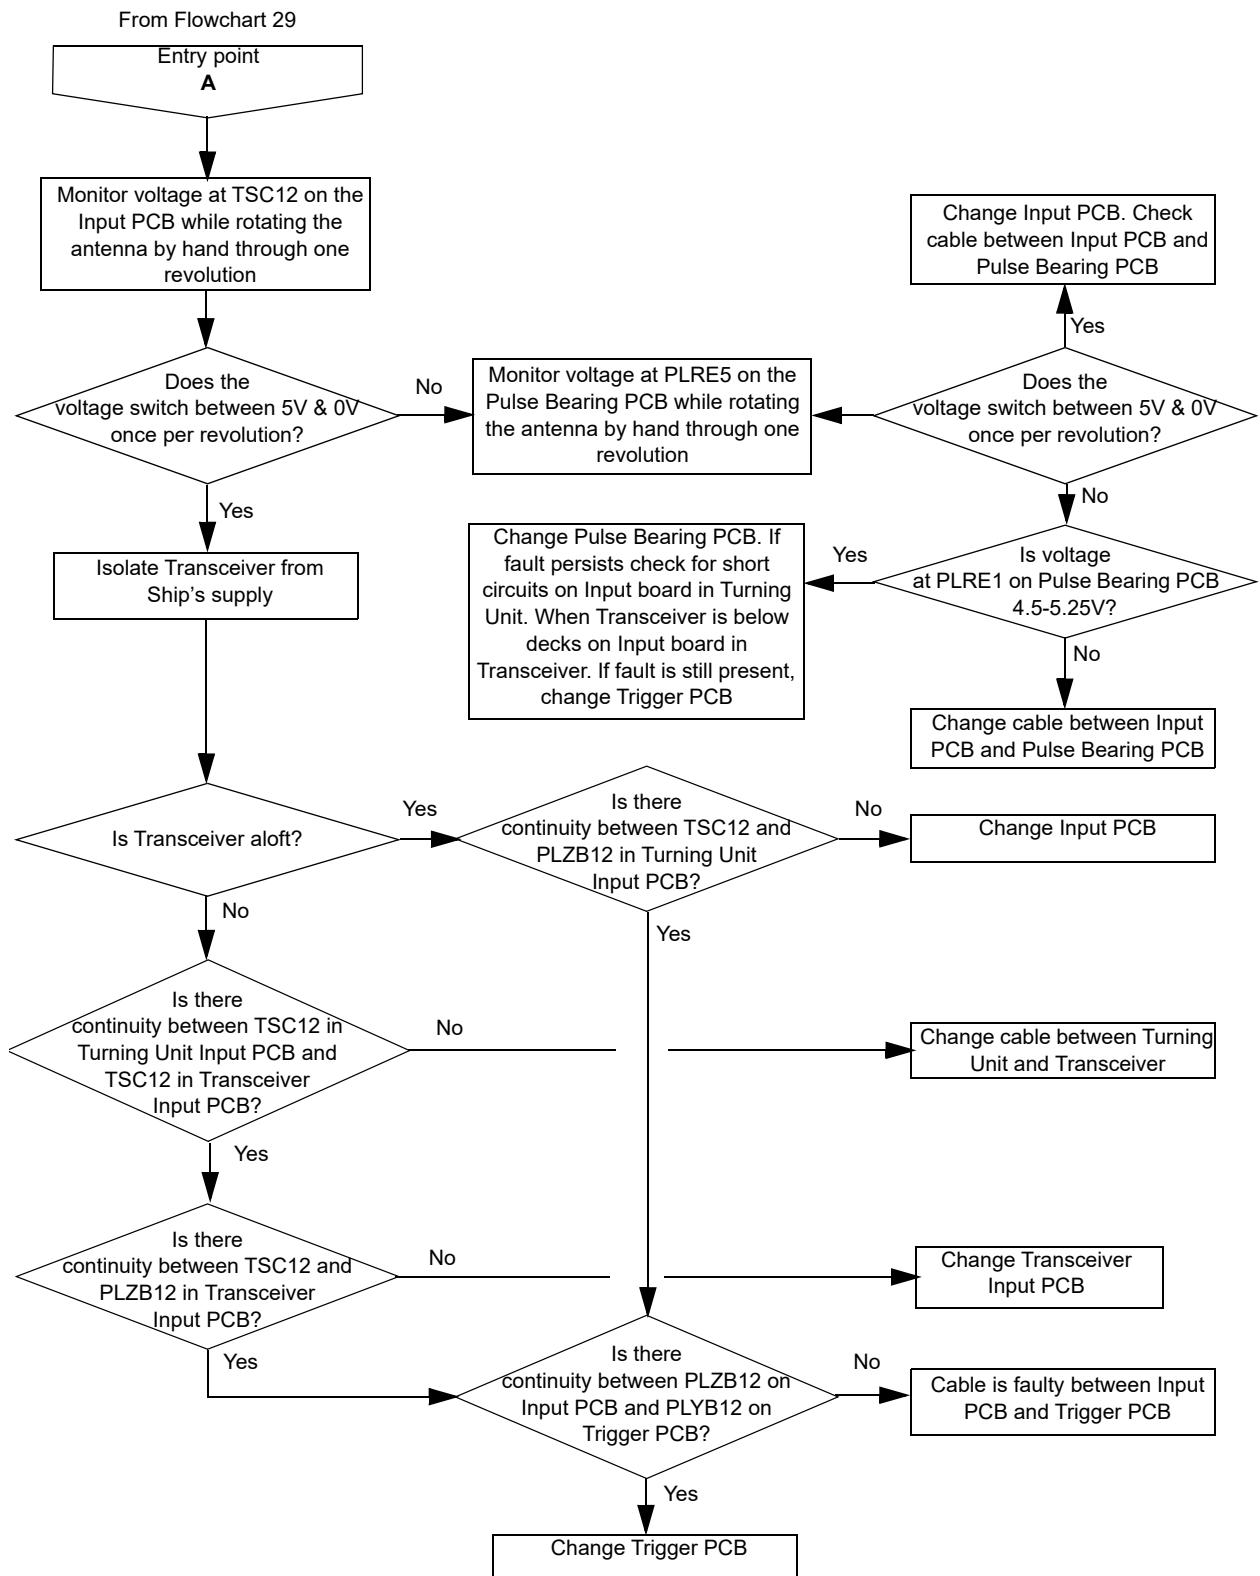 From Flowchart 29
Entry point
A
Monitor voltage at TSC12 on the
Input PCB while rotating the
antenna by hand through one
revolution
Change Input PCB. Check
cable between Input PCB and
Pulse Bearing PCB
Yes
Does the
voltage switch between 5V & 0V
once per revolution?
No
Monitor voltage at PLRE5 on the
Pulse Bearing PCB while rotating
the antenna by hand through one
revolution
Does the
voltage switch between 5V & 0V
once per revolution?
Yes
No
Isolate Transceiver from
Ship's supply
Change Pulse Bearing PCB. If
fault persists check for short
circuits on Input board in Turning
Unit. When Transceiver is below
decks on Input board in
Transceiver. If fault is still present,
change Trigger PCB
Yes
Is voltage
at PLRE1 on Pulse Bearing PCB
4.5-5.25V?
No
Change cable between Input
PCB and Pulse Bearing PCB
Is Transceiver aloft?
Yes
Is there
continuity between TSC12 and
PLZB12 in Turning Unit
Input PCB?
No
Change Input PCB
No
Yes
Is there
continuity between TSC12 in
Turning Unit Input PCB and
TSC12 in Transceiver
Input PCB?
No
Change cable between Turning
Unit and Transceiver
Yes
Is there
continuity between TSC12 and
PLZB12 in Transceiver
Input PCB?
No
Change Transceiver
Input PCB
Yes
Is there
continuity between PLZB12 on
Input PCB and PLYB12 on
Trigger PCB?
No
Cable is faulty between Input
PCB and Trigger PCB
Yes
Change Trigger PCB